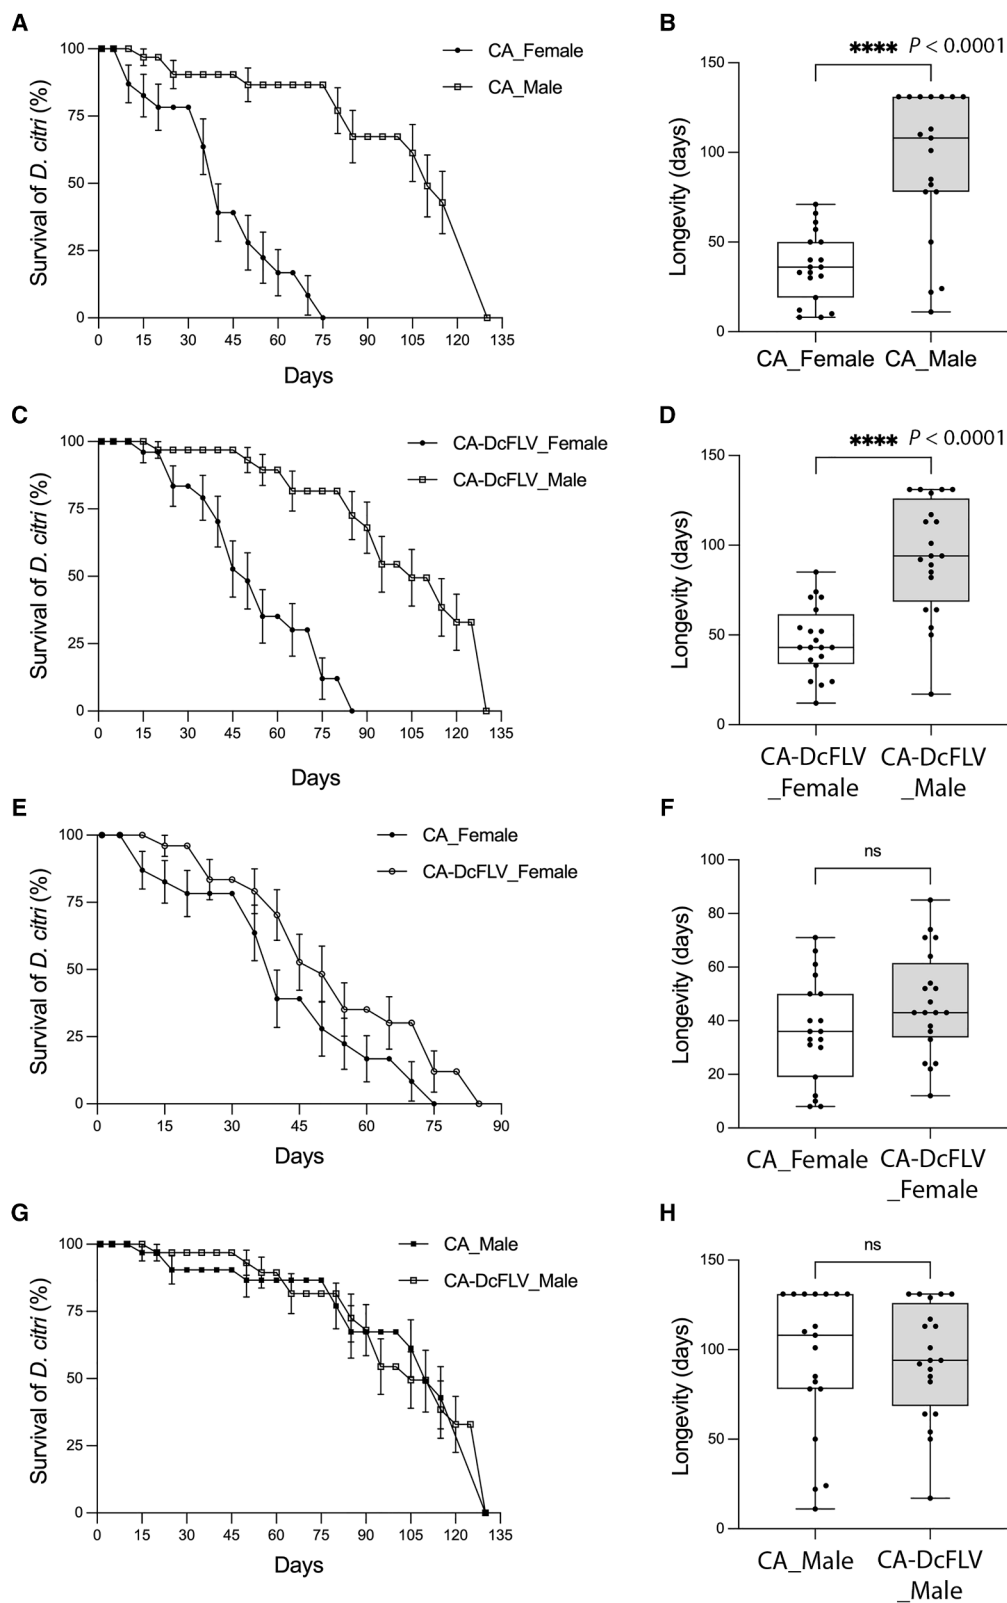 A
Survival of D. citri (%)
100
75
50
25
0
0 15 30 45 60 75 90 105 120 135
Days
CA_Female
CA_Male
B
**** P < 0.0001
Longevity (days)
150
100
50
0
CA_Female CA_Male
C
Survival of D. citri (%)
100
75
50
25
0
0 15 30 45 60 75 90 105 120 135
Days
CA-DcFLV_Female
CA-DcFLV_Male
D
**** P < 0.0001
Longevity (days)
150
100
50
0
CA-DcFLV CA-DcFLV
_Female _Male
E
Survival of D. citri (%)
100
75
50
25
0
0 15 30 45 60 75 90
Days
CA_Female
CA-DcFLV_Female
F
ns
Longevity (days)
100
80
60
40
20
0
CA_Female CA-DcFLV
_Female
G
Survival of D. citri (%)
100
75
50
25
0
0 15 30 45 60 75 90 105 120 135
Days
CA_Male
CA-DcFLV_Male
H
ns
Longevity (days)
150
100
50
0
CA_Male CA-DcFLV
_Male